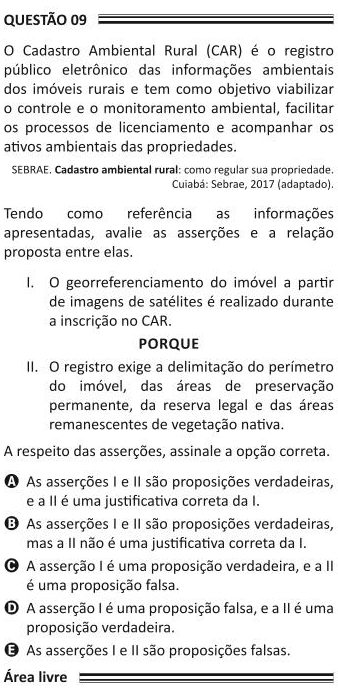 QUESTÃO 09
O Cadastro Ambiental Rural (CAR) é o registro
público eletrônico das informações ambientais
dos imóveis rurais e tem como objetivo viabilizar
o controle e o monitoramento ambiental, facilitar
os processos de licenciamento e acompanhar os
ativos ambientais das propriedades.
SEBRAE. Cadastro ambiental rural: como regular sua propriedade.
Cuiabá: Sebrae, 2017 (adaptado).
Tendo como referência as informações
apresentadas, avalie as asserções e a relação
proposta entre elas.
I. O georreferenciamento do imóvel a partir
de imagens de satélites é realizado durante
a inscrição no CAR.
PORQUE
II. O registro exige a delimitação do perímetro
do imóvel, das áreas de preservação
permanente, da reserva legal e das áreas
remanescentes de vegetação nativa.
A respeito das asserções, assinale a opção correta.
A As asserções I e II são proposições verdadeiras,
e a II é uma justificativa correta da I.
B As asserções I e II são proposições verdadeiras,
mas a II não é uma justificativa correta da I.
C A asserção I é uma proposição verdadeira, e a II
é uma proposição falsa.
D A asserção I é uma proposição falsa, e a II é uma
proposição verdadeira.
E As asserções I e II são proposições falsas.
Área livre